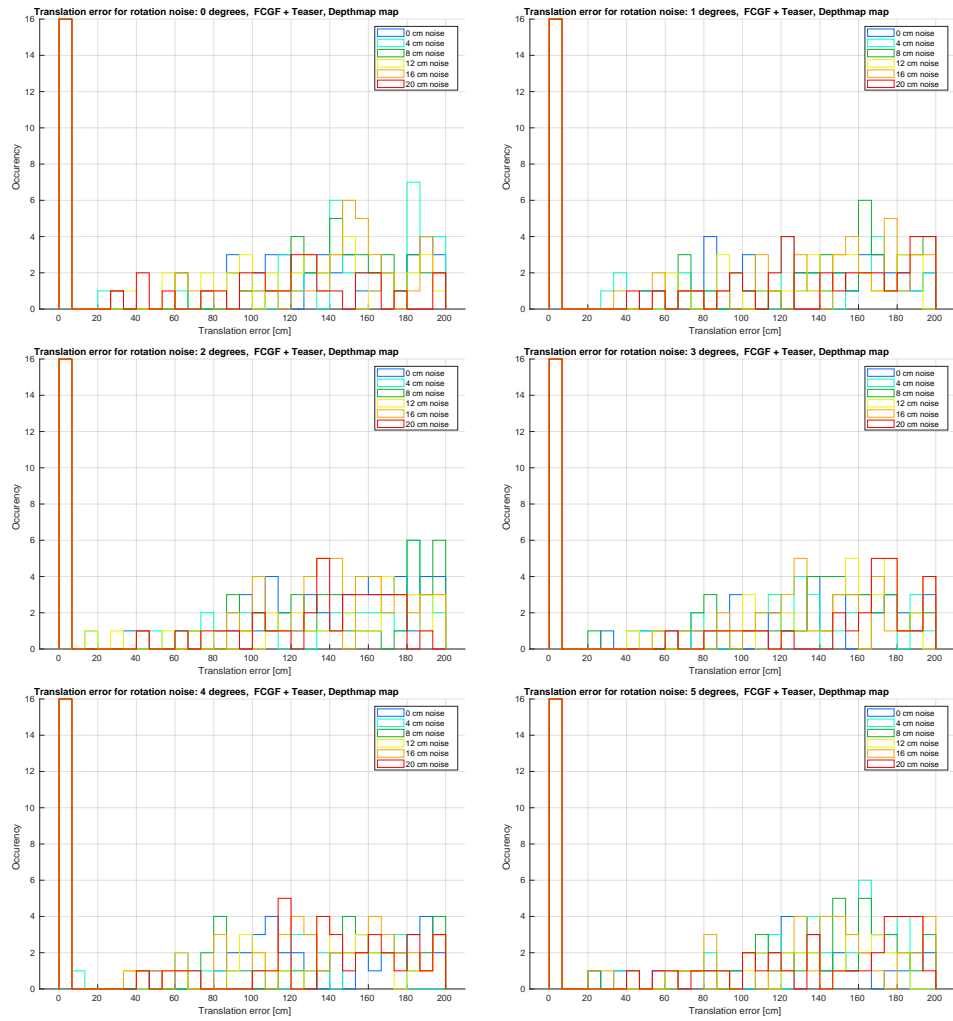 Translation error for rotation noise: 0 degrees,  FCGF + Teaser, Depthmap map
16
14
12
10
8
6
4
2
0
Occurency
0 cm noise
4 cm noise
8 cm noise
12 cm noise
16 cm noise
20 cm noise
0 20 40 60 80 100 120 140 160 180 200
Translation error [cm]
Translation error for rotation noise: 1 degrees,  FCGF + Teaser, Depthmap map
16
14
12
10
8
6
4
2
0
Occurency
0 cm noise
4 cm noise
8 cm noise
12 cm noise
16 cm noise
20 cm noise
0 20 40 60 80 100 120 140 160 180 200
Translation error [cm]
Translation error for rotation noise: 2 degrees,  FCGF + Teaser, Depthmap map
16
14
12
10
8
6
4
2
0
Occurency
0 cm noise
4 cm noise
8 cm noise
12 cm noise
16 cm noise
20 cm noise
0 20 40 60 80 100 120 140 160 180 200
Translation error [cm]
Translation error for rotation noise: 3 degrees,  FCGF + Teaser, Depthmap map
16
14
12
10
8
6
4
2
0
Occurency
0 cm noise
4 cm noise
8 cm noise
12 cm noise
16 cm noise
20 cm noise
0 20 40 60 80 100 120 140 160 180 200
Translation error [cm]
Translation error for rotation noise: 4 degrees,  FCGF + Teaser, Depthmap map
16
14
12
10
8
6
4
2
0
Occurency
0 cm noise
4 cm noise
8 cm noise
12 cm noise
16 cm noise
20 cm noise
0 20 40 60 80 100 120 140 160 180 200
Translation error [cm]
Translation error for rotation noise: 5 degrees,  FCGF + Teaser, Depthmap map
16
14
12
10
8
6
4
2
0
Occurency
0 cm noise
4 cm noise
8 cm noise
12 cm noise
16 cm noise
20 cm noise
0 20 40 60 80 100 120 140 160 180 200
Translation error [cm]